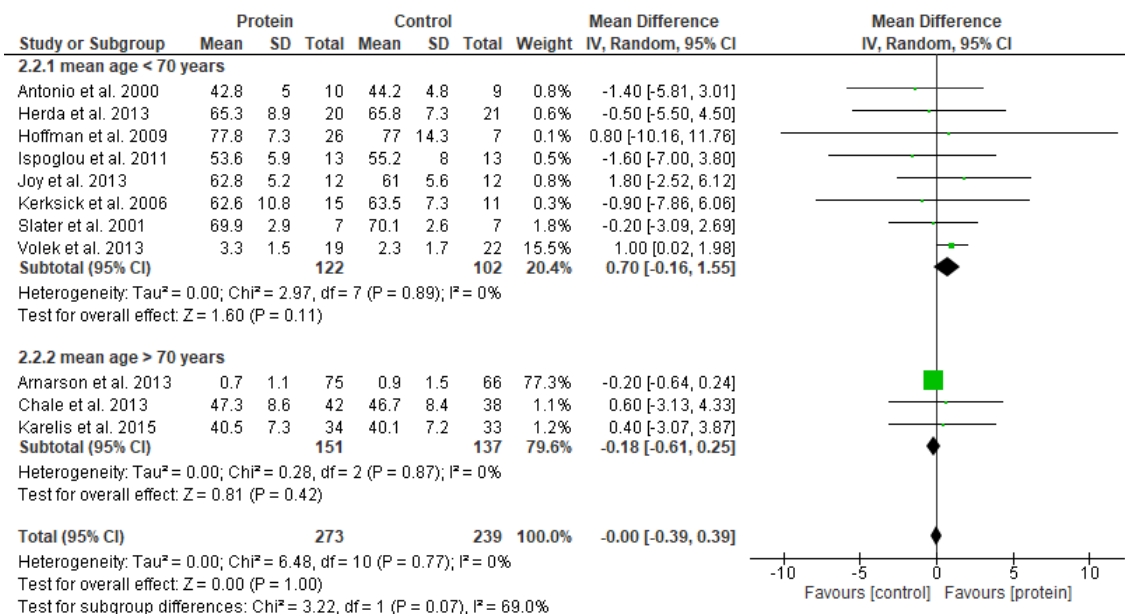 Protein Control Mean Difference Mean Difference
Study or Subgroup Mean SD Total Mean SD Total Weight IV, Random, 95% CI IV, Random, 95% CI
2.2.1 mean age < 70 years
Antonio et al. 2000 42.8 5 10 44.2 4.8 9 0.8% -1.40 [-5.81, 3.01]
Herda et al. 2013 65.3 8.9 20 65.8 7.3 21 0.6% -0.50 [-5.50, 4.50]
Hoffman et al. 2009 77.8 7.3 26 77 14.3 7 0.1% 0.80 [-10.16, 11.76]
Ispoglou et al. 2011 53.6 5.9 13 55.2 8 13 0.5% -1.60 [-7.00, 3.80]
Joy et al. 2013 62.8 5.2 12 61 5.6 12 0.8% 1.80 [-2.52, 6.12]
Kerksick et al. 2006 62.6 10.8 15 63.5 7.3 11 0.3% -0.90 [-7.86, 6.06]
Slater et al. 2001 69.9 2.9 7 70.1 2.6 7 1.8% -0.20 [-3.09, 2.69]
Volek et al. 2013 3.3 1.5 19 2.3 1.7 22 15.5% 1.00 [0.02, 1.98]
Subtotal (95% CI) 122 102 20.4% 0.70 [-0.16, 1.55]
Heterogeneity: Tau² = 0.00; Chi² = 2.97, df = 7 (P = 0.89); I² = 0%
Test for overall effect: Z = 1.60 (P = 0.11)
2.2.2 mean age > 70 years
Arnarson et al. 2013 0.7 1.1 75 0.9 1.5 66 77.3% -0.20 [-0.64, 0.24]
Chale et al. 2013 47.3 8.6 42 46.7 8.4 38 1.1% 0.60 [-3.13, 4.33]
Karelis et al. 2015 40.5 7.3 34 40.1 7.2 33 1.2% 0.40 [-3.07, 3.87]
Subtotal (95% CI) 151 137 79.6% -0.18 [-0.61, 0.25]
Heterogeneity: Tau² = 0.00; Chi² = 0.28, df = 2 (P = 0.87); I² = 0%
Test for overall effect: Z = 0.81 (P = 0.42)
Total (95% CI) 273 239 100.0% -0.00 [-0.39, 0.39]
Heterogeneity: Tau² = 0.00; Chi² = 6.48, df = 10 (P = 0.77); I² = 0%
Test for overall effect: Z = 0.00 (P = 1.00)
Test for subgroup differences: Chi² = 3.22, df = 1 (P = 0.07), I² = 69.0%
-10 -5 0 5 10
Favours [control] Favours [protein]